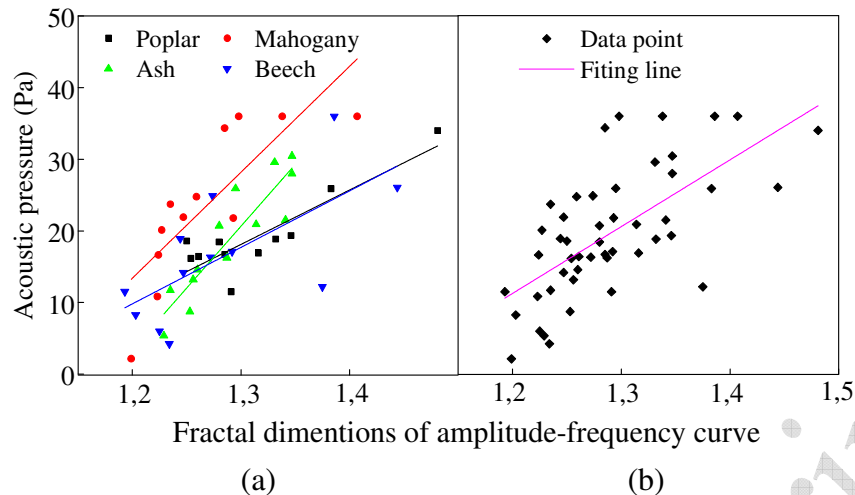 50
40
30
20
10
0
Acoustic pressure (Pa)
Poplar Mahogany
Ash Beech
Data point
Fiting line
1,2 1,3 1,4 1,2 1,3 1,4 1,5
Fractal dimentions of amplitude-frequency curve
(a) (b)